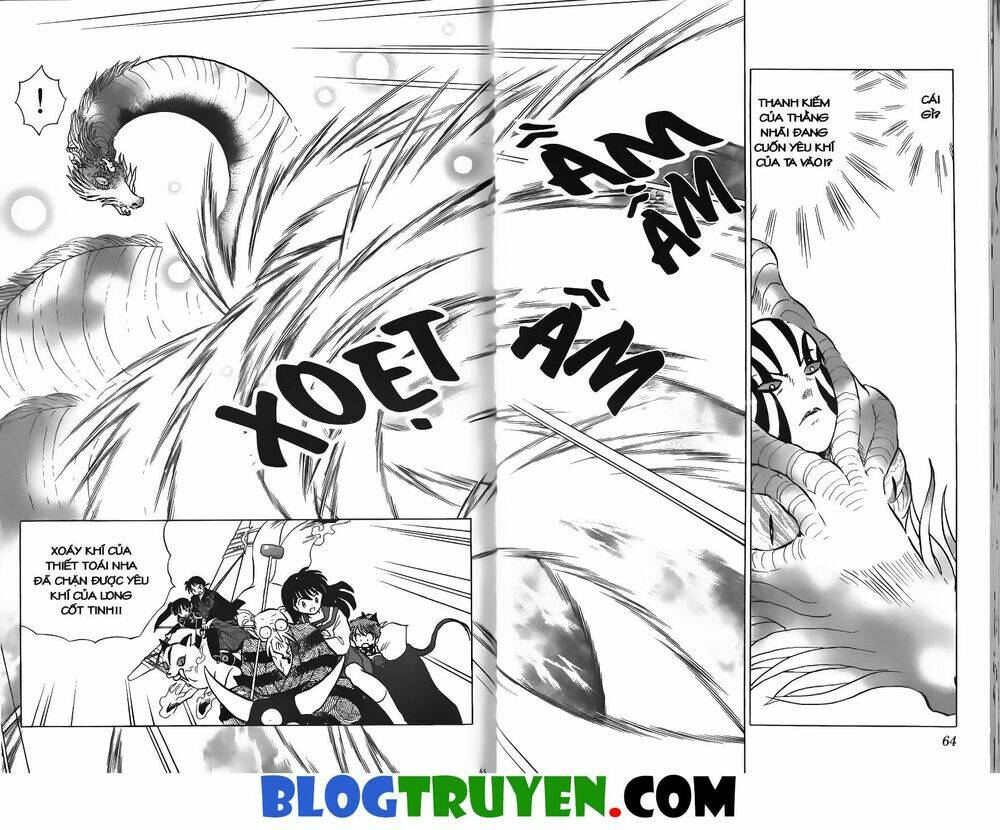 CÁI
GÌ?
THANH KIẾM
CỦA THẰNG
NHÃI ĐANG
CUỐN YÊU KHÍ
CỦA TA VÀO!?
ẦM
ẦM
ẦM
XOẸT
!
XOÁY KHÍ CỦA
THIẾT TOÁI NHA
ĐÃ CHẶN ĐƯỢC YÊU
KHÍ CỦA LONG
CỐT TINH!!
64
BLOGTRUYEN.COM